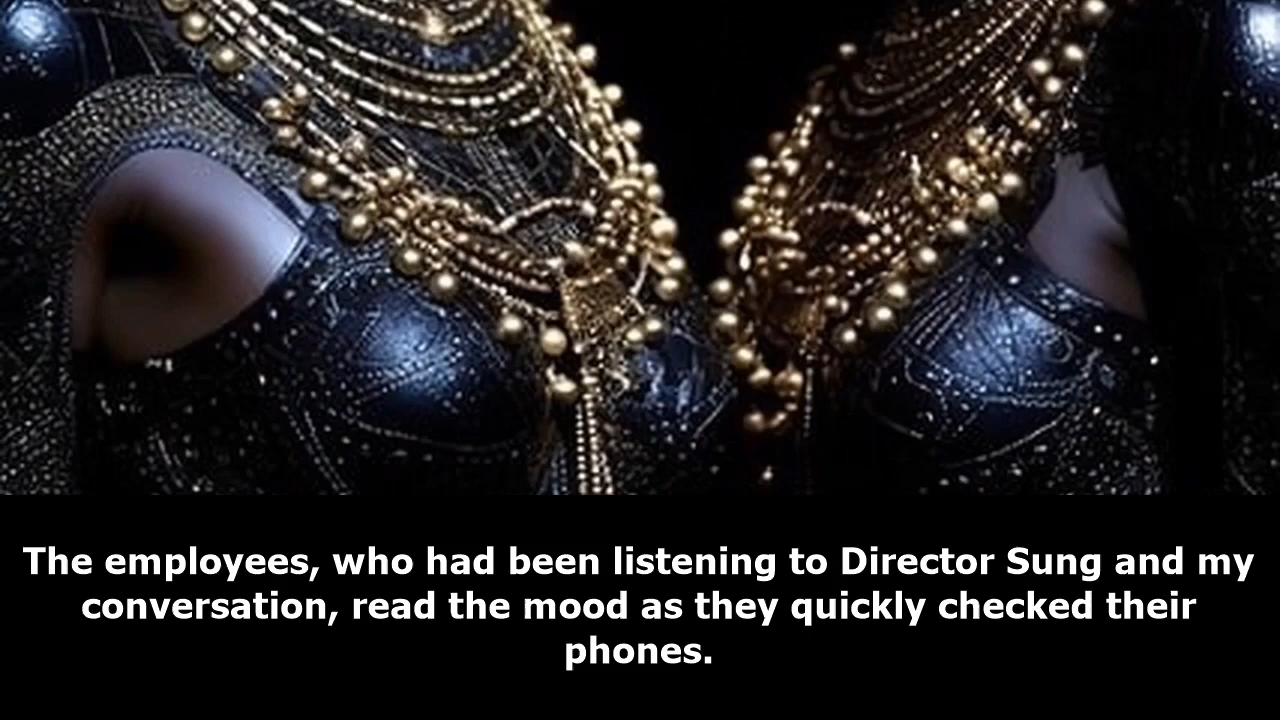 The employees, who had been listening to Director Sung and my
conversation, read the mood as they quickly checked their
phones.